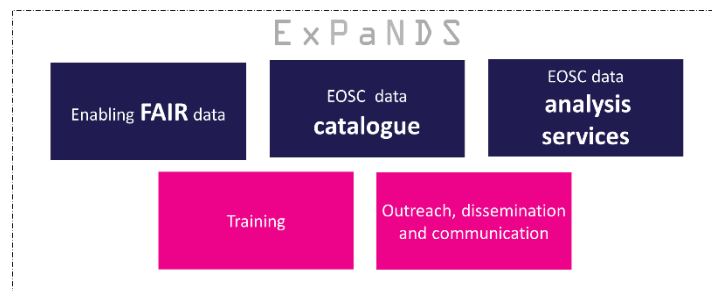 ExPaNDS
Enabling FAIR data
EOSC data
catalogue
EOSC data
analysis
services
Training
Outreach, dissemination
and communication